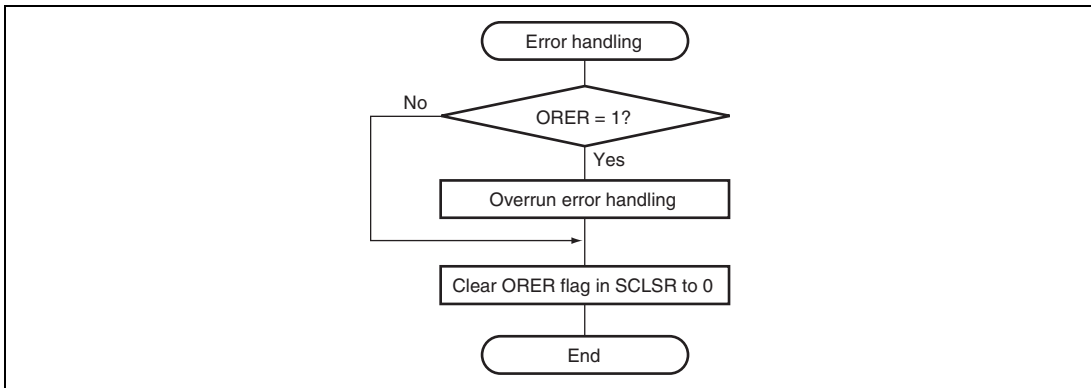 Error handling
No
ORER = 1?
Yes
Overrun error handling
Clear ORER flag in SCLSR to 0
End